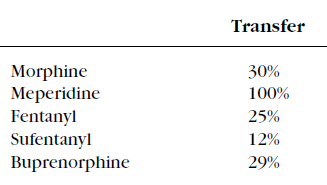 Transfer
Morphine 30%
Meperidine 100%
Fentanyl 25%
Sufentanyl 12%
Buprenorphine 29%